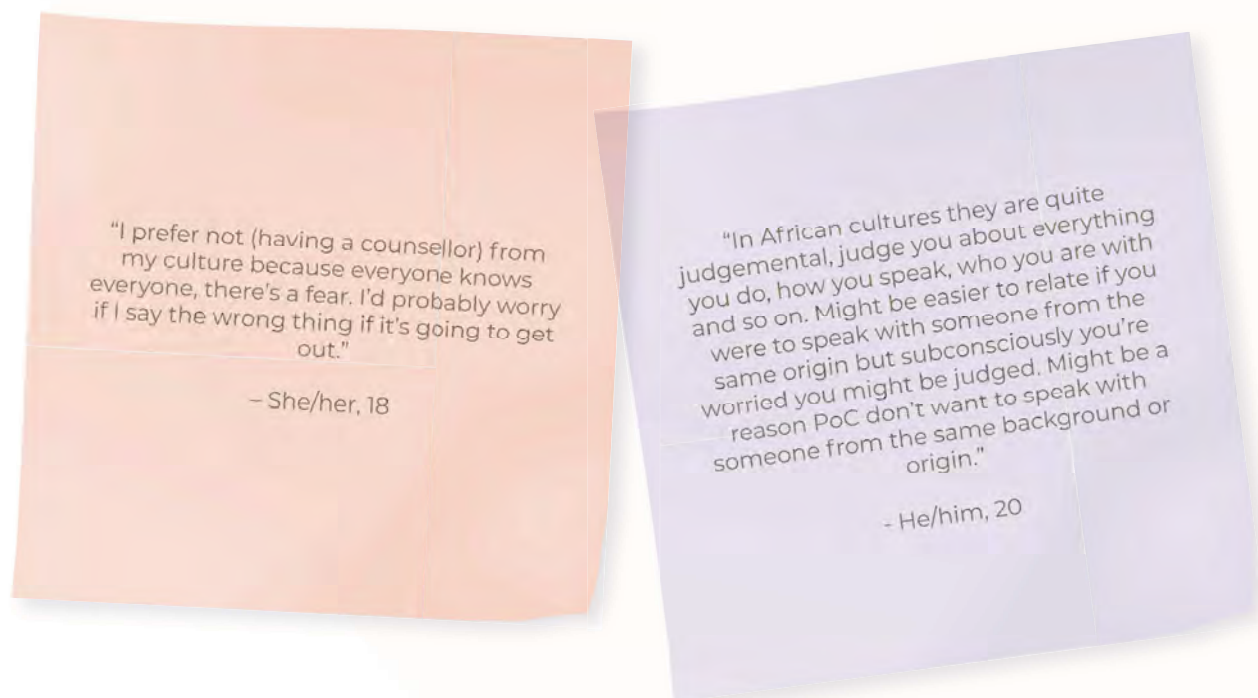 “I prefer not (having a counsellor) from
my culture because everyone knows
everyone, there’s a fear. I’d probably worry
if I say the wrong thing if it’s going to get
out.”
– She/her, 18
“In African cultures they are quite
judgemental, judge you about everything
you do, how you speak, who you are with
and so on. Might be easier to relate if you
were to speak with someone from the
same origin but subconsciously you’re
worried you might be judged. Might be a
reason PoC don’t want to speak with
someone from the same background or
origin.”
- He/him, 20